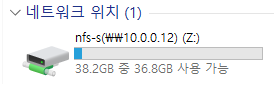 네트워크 위치 (1)
nfs-s(₩₩10.0.0.12) (Z:)
38.2GB 중 36.8GB 사용 가능